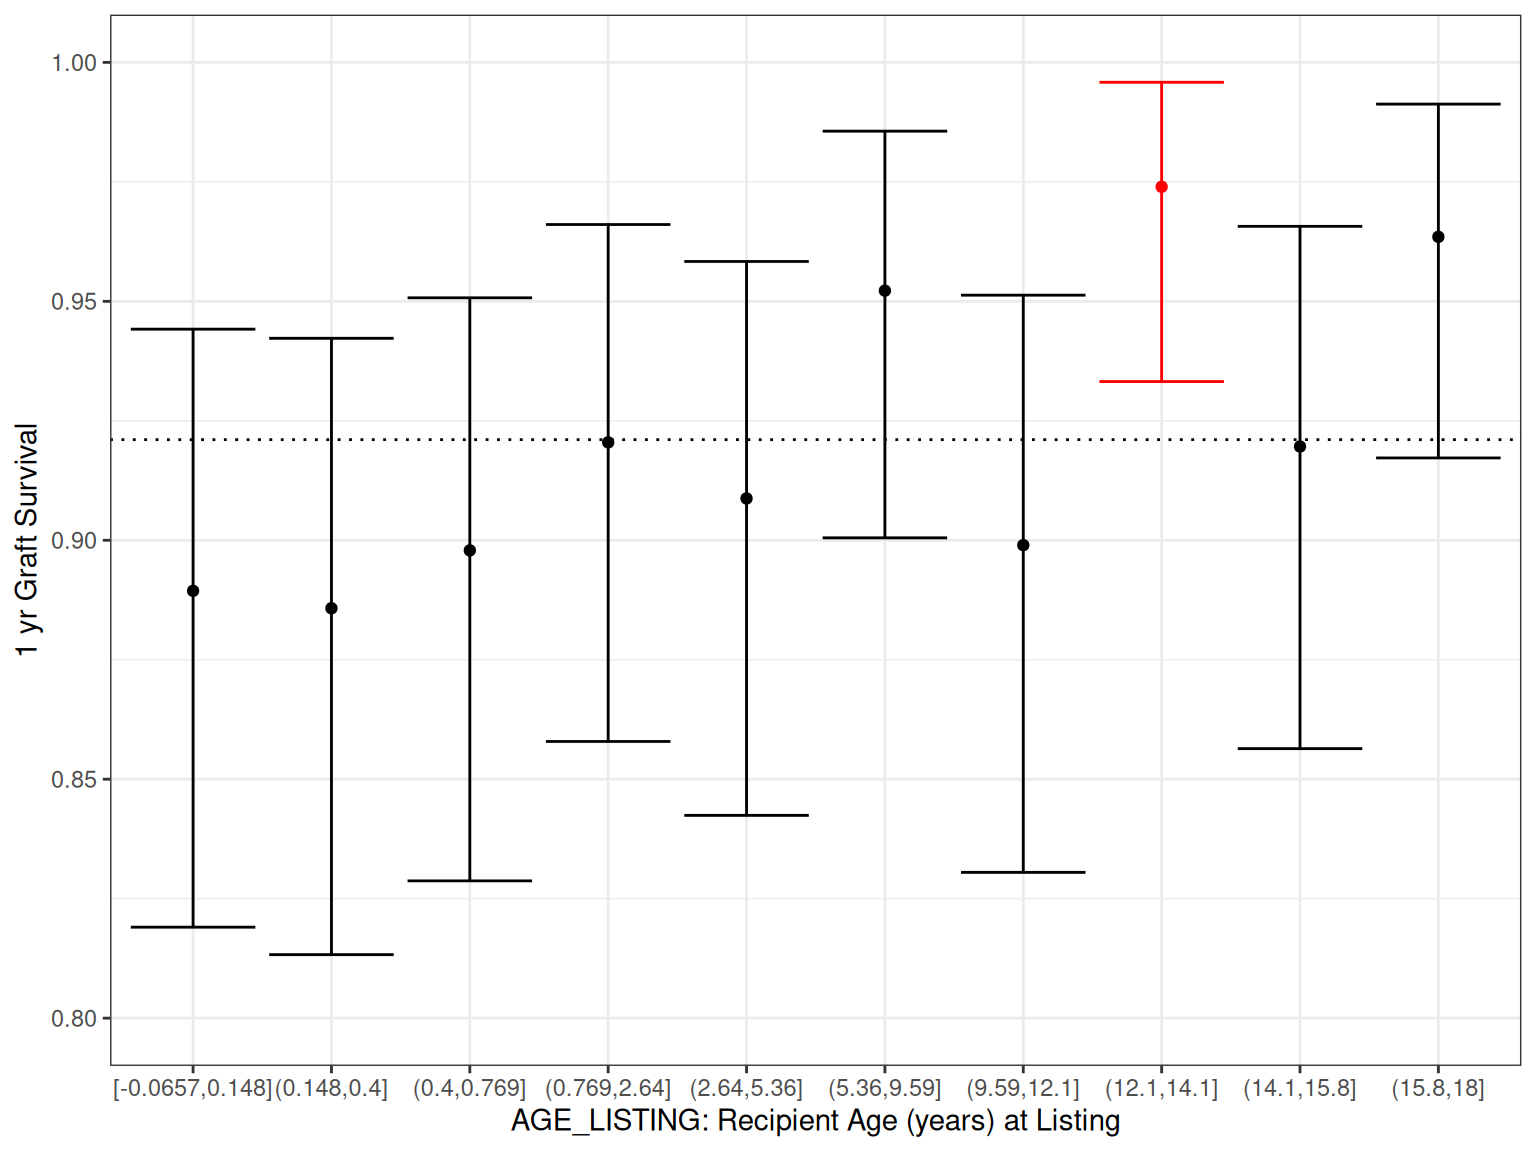 1.00
0.95
0.90
0.85
0.80
1 yr Graft Survival
[-0.0657,0.148] (0.148,0.4] (0.4,0.769] (0.769,2.64] (2.64,5.36] (5.36,9.59] (9.59,12.1] (12.1,14.1] (14.1,15.8] (15.8,18]
AGE_LISTING: Recipient Age (years) at Listing